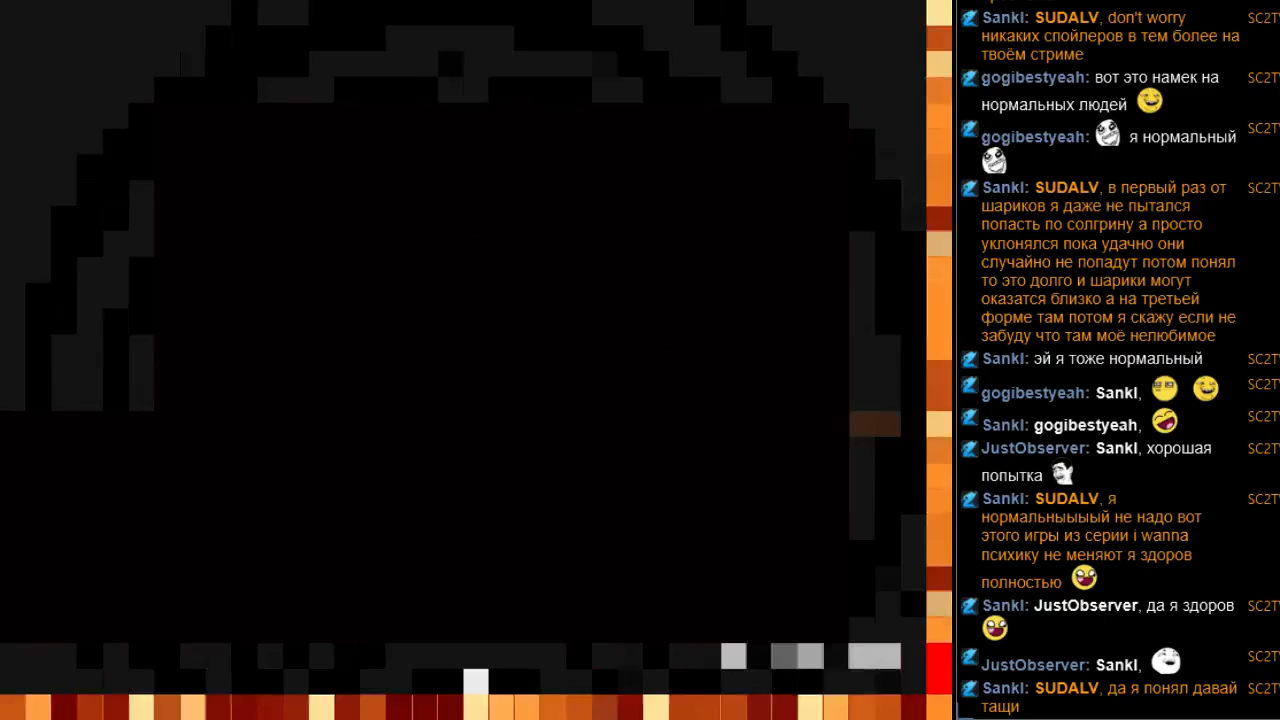 Sankl: SUDALV, don't worry
никаких спойлеров в тем более на
твоём стриме
gogibestyeah: вот это намек на
нормальных людей
gogibestyeah: я нормальный
Sankl: SUDALV, в первый раз от
шариков я даже не пытался
попасть по солгрину а просто
уклонялся пока удачно они
случайно не попадут потом понял
то это долго и шарики могут
оказатся близко а на третьей
форме там потом я скажу если не
забуду что там моё нелюбимое
Sankl: эй я тоже нормальный
gogibestyeah: Sankl,
Sankl: gogibestyeah,
JustObserver: Sankl, хорошая
попытка
Sankl: SUDALV, я
нормальныыыый не надо вот
этого игры из серии i wanna
психику не меняют я здоров
полностью
Sankl: JustObserver, да я здоров
JustObserver: Sankl,
Sankl: SUDALV, да я понял давай
тащи